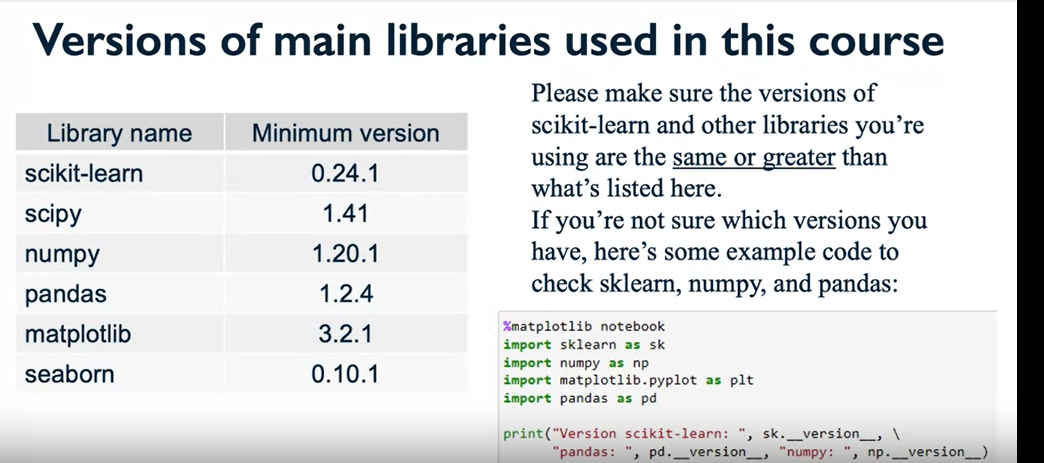 Versions of main libraries used in this course
Library name Minimum version
scikit-learn 0.24.1
scipy 1.41
numpy 1.20.1
pandas 1.2.4
matplotlib 3.2.1
seaborn 0.10.1
Please make sure the versions of
scikit-learn and other libraries you're
using are the same or greater than
what's listed here.
If you're not sure which versions you
have, here's some example code to
check sklearn, numpy, and pandas:
%matplotlib notebook
import sklearn as sk
import numpy as np
import matplotlib.pyplot as plt
import pandas as pd
print("Version scikit-learn: ", sk.__version__, \
"pandas: ", pd.__version__, "numpy: ", np.__version__)